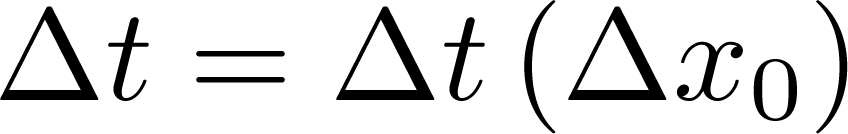 Δt = Δt (Δx₀)